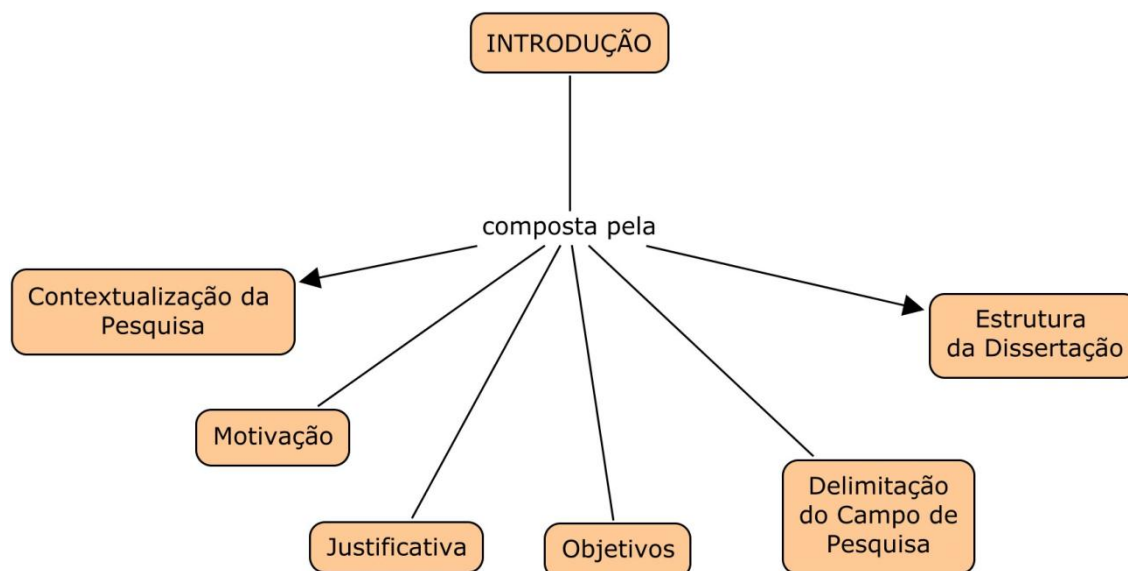 INTRODUÇÃO
composta pela
Contextualização da
Pesquisa
Motivação
Justificativa
Objetivos
Delimitação
do Campo de
Pesquisa
Estrutura
da Dissertação